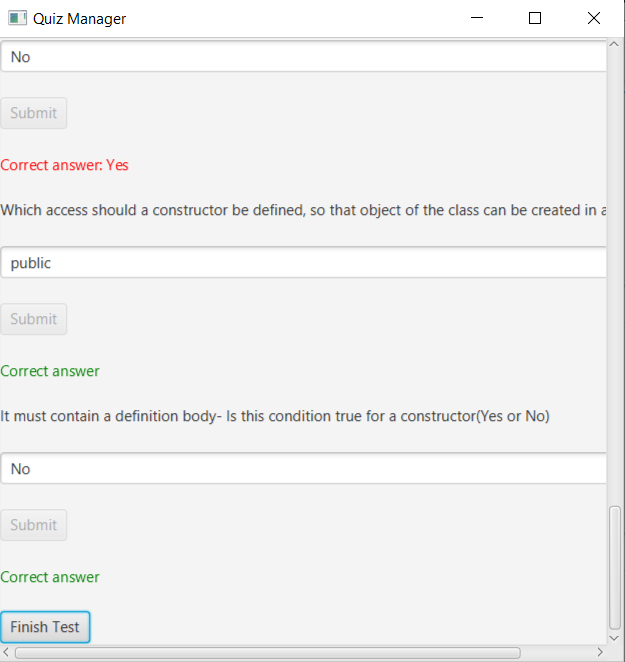 Quiz Manager
No
Submit
Correct answer: Yes
Which access should a constructor be defined, so that object of the class can be created in a
public
Submit
Correct answer
It must contain a definition body- Is this condition true for a constructor(Yes or No)
No
Submit
Correct answer
Finish Test